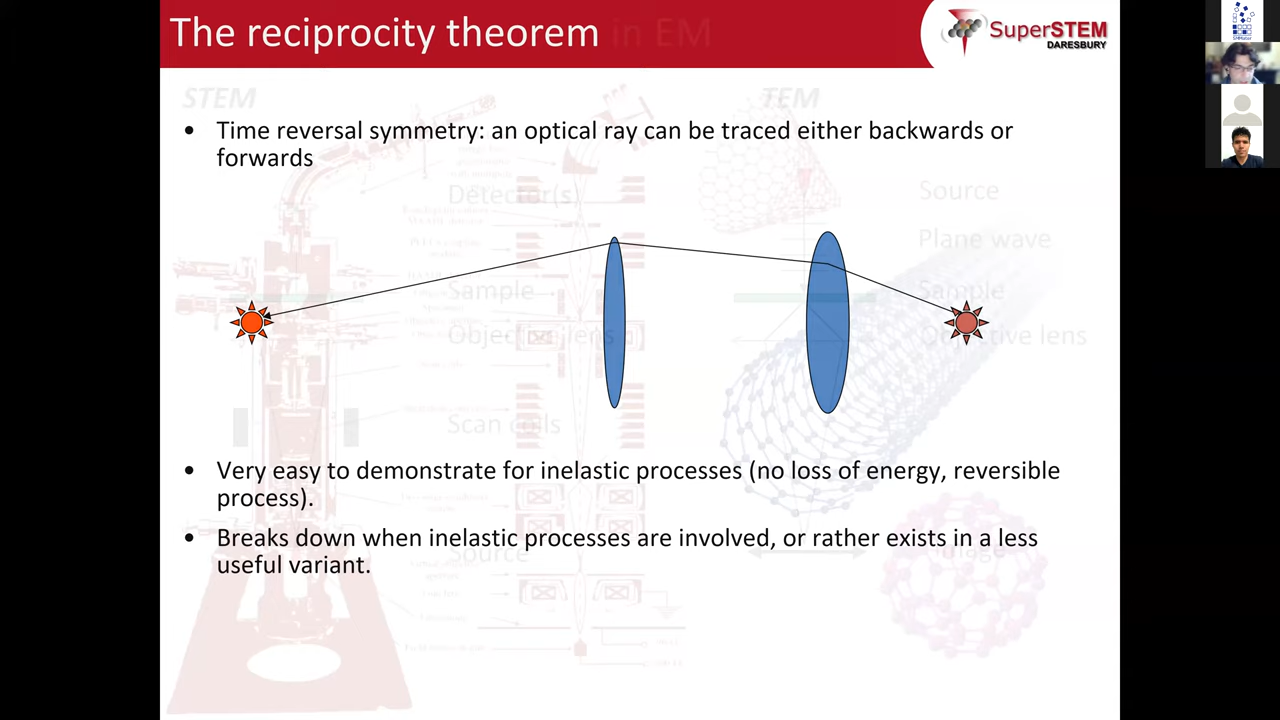 The reciprocity theorem in EM
SuperSTEM
DARESBURY
SMMater
STEM
TEM
• Time reversal symmetry: an optical ray can be traced either backwards or
forwards
Detector(s)
Source
Plane wave
Sample
Sample
Objective lens
Objective lens
Scan coils
• Very easy to demonstrate for inelastic processes (no loss of energy, reversible
process).
• Breaks down when inelastic processes are involved, or rather exists in a less
useful variant.
Source
Image